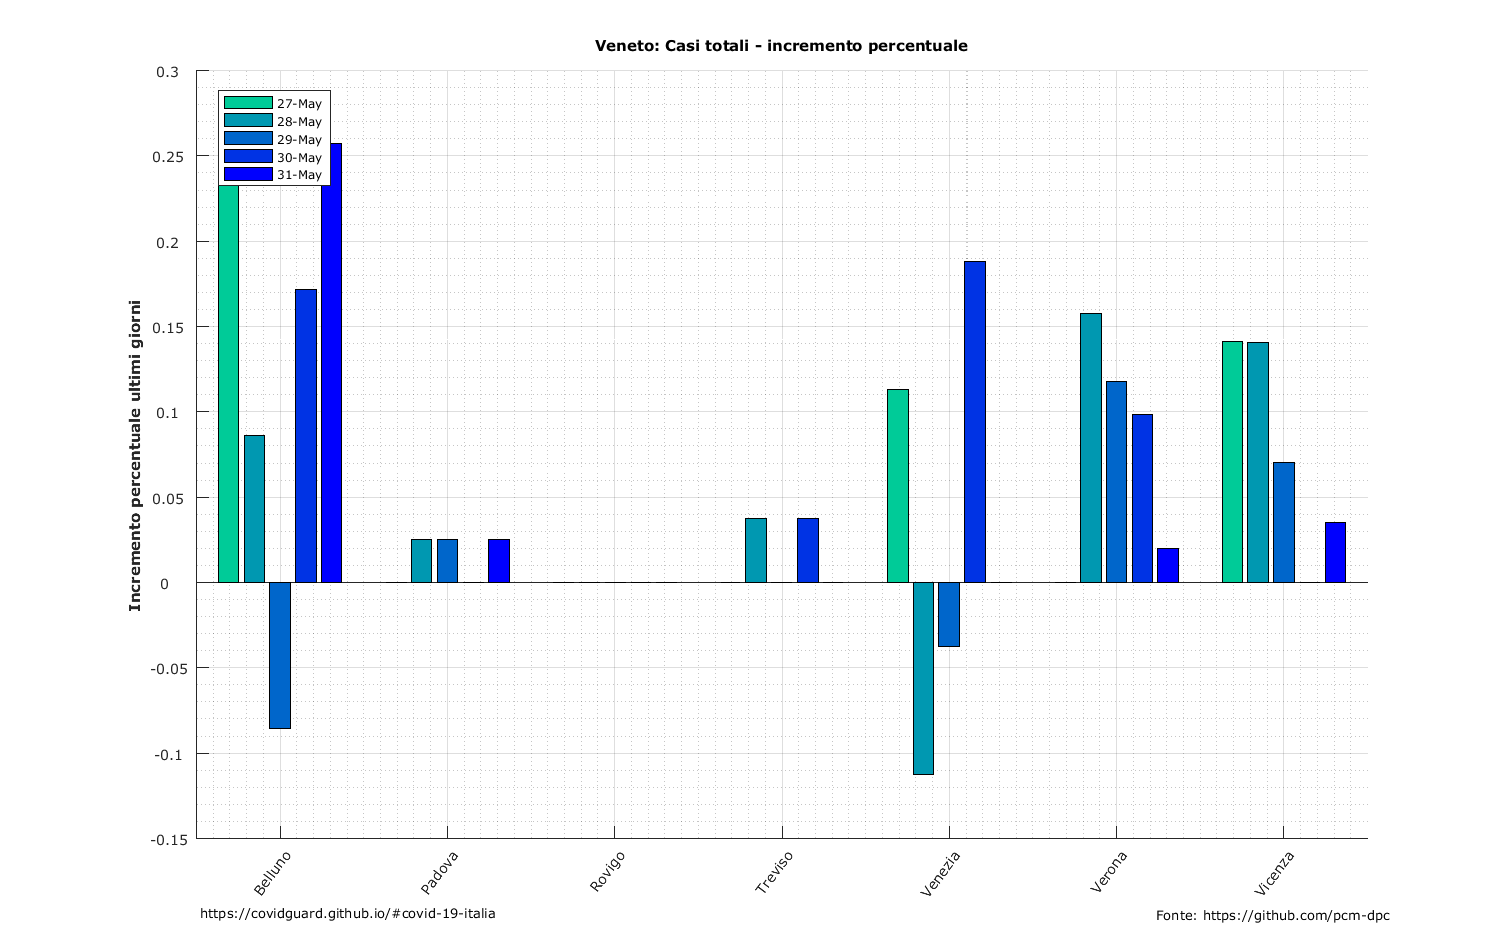 Veneto: Casi totali - incremento percentuale
0.3
0.25
0.2
0.15
0.1
0.05
0
-0.05
-0.1
-0.15
Incremento percentuale ultimi giorni
27-May
28-May
29-May
30-May
31-May
Belluno
Padova
Rovigo
Treviso
Venezia
Verona
Vicenza
https://covidguard.github.io/#covid-19-italia
Fonte: https://github.com/pcm-dpc